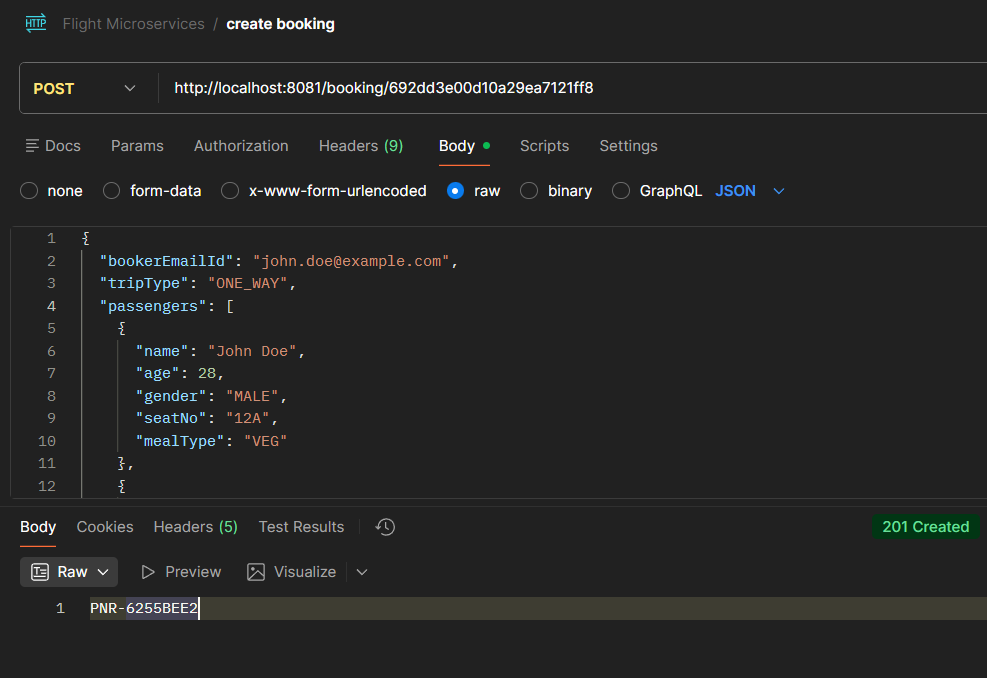 HTTP Flight Microservices / create booking
POST http://localhost:8081/booking/692dd3e00d10a29ea7121ff8
Docs Params Authorization Headers (9) Body Scripts Settings
none form-data x-www-form-urlencoded raw binary GraphQL JSON
1 {
2 "bookerEmailId": "john.doe@example.com",
3 "tripType": "ONE_WAY",
4 "passengers": [
5 {
6 "name": "John Doe",
7 "age": 28,
8 "gender": "MALE",
9 "seatNo": "12A",
10 "mealType": "VEG"
11 },
12 {
Body Cookies Headers (5) Test Results 201 Created
Raw Preview Visualize
1 PNR-6255BEE2